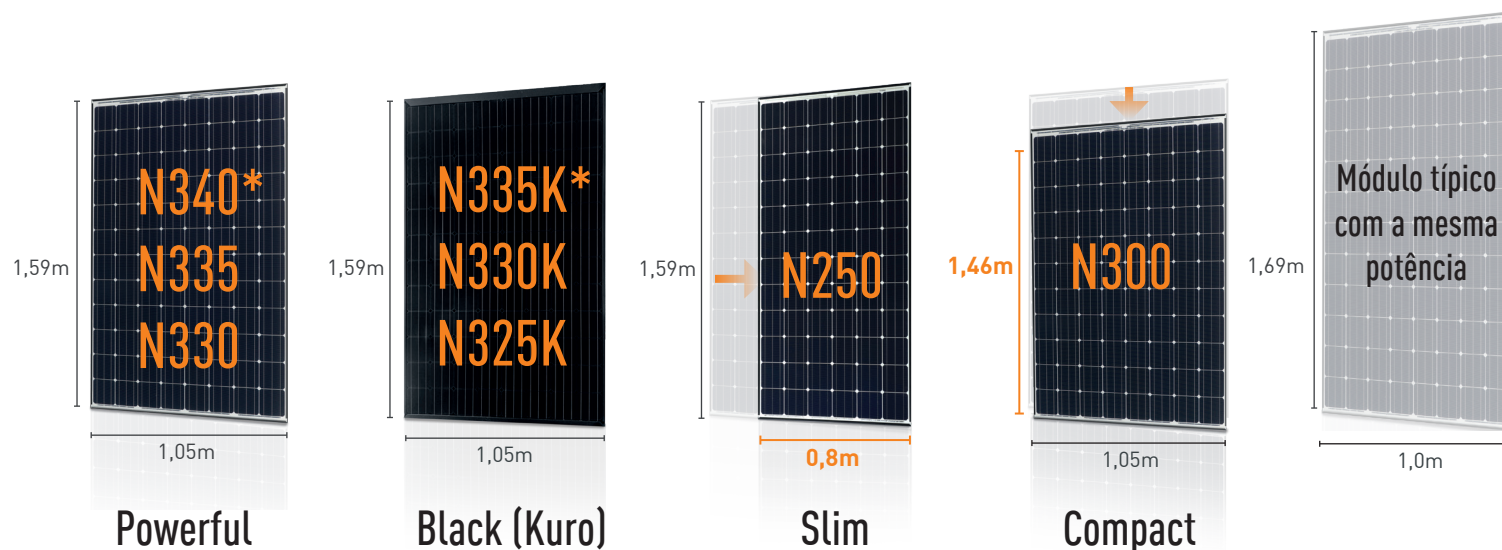 1,59m
N340*
N335
N330
1,05m
Powerful
1,59m
N335K*
N330K
N325K
1,05m
Black (Kuro)
1,59m
N250
0,8m
Slim
1,46m
N300
1,05m
Compact
1,69m
Módulo típico
com a mesma
potência
1,0m